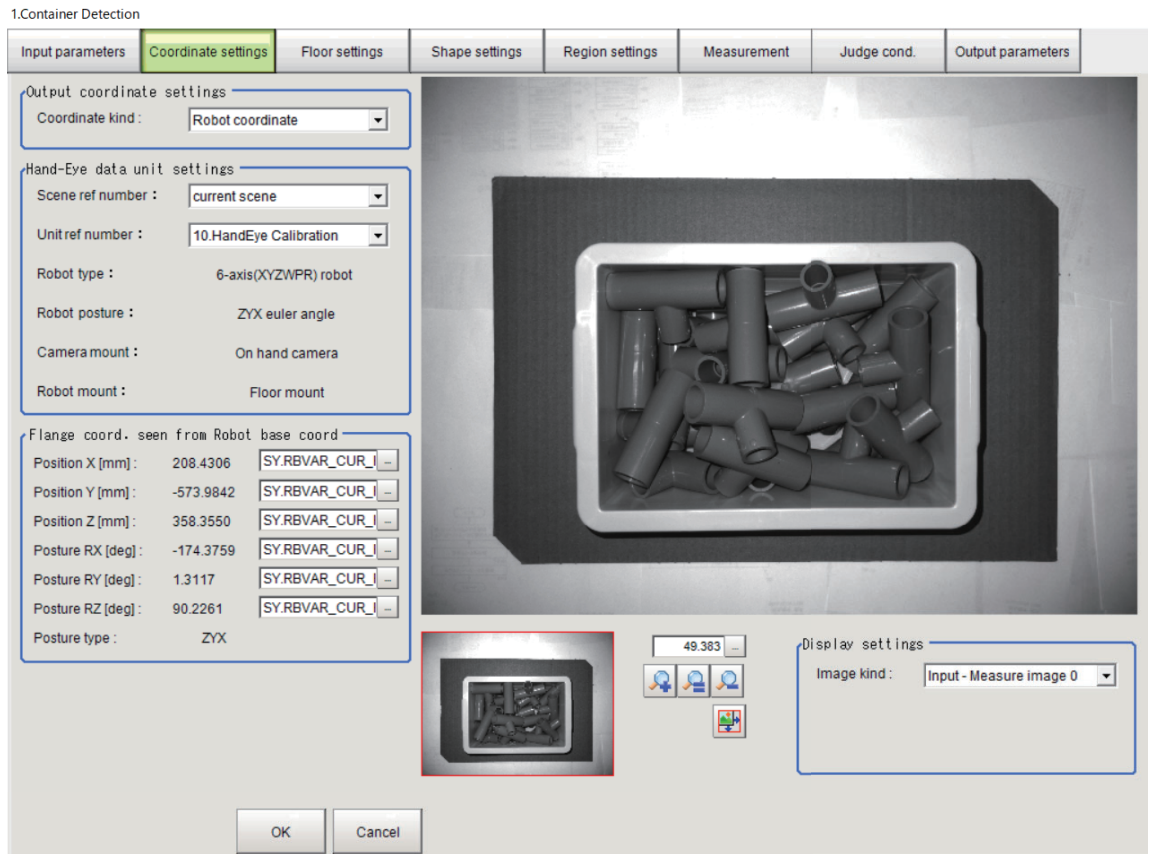 1.Container Detection
Input parameters
Coordinate settings
Floor settings
Shape settings
Region settings
Measurement
Judge cond.
Output parameters
Output coordinate settings
Coordinate kind :
Robot coordinate
Hand-Eye data unit settings
Scene ref number :
current scene
Unit ref number :
10.HandEye Calibration
Robot type :
6-axis(XYZWPR) robot
Robot posture :
ZYX euler angle
Camera mount :
On hand camera
Robot mount :
Floor mount
Flange coord. seen from Robot base coord
Position X [mm] : 208.4306 SY.RBVAR_CUR_I ...
Position Y [mm] : -573.9842 SY.RBVAR_CUR_I ...
Position Z [mm] : 358.3550 SY.RBVAR_CUR_I ...
Posture RX [deg] : -174.3759 SY.RBVAR_CUR_I ...
Posture RY [deg] : 1.3117 SY.RBVAR_CUR_I ...
Posture RZ [deg] : 90.2261 SY.RBVAR_CUR_I ...
Posture type : ZYX
49.383 ...
Display settings
Image kind :
Input - Measure image 0
OK
Cancel